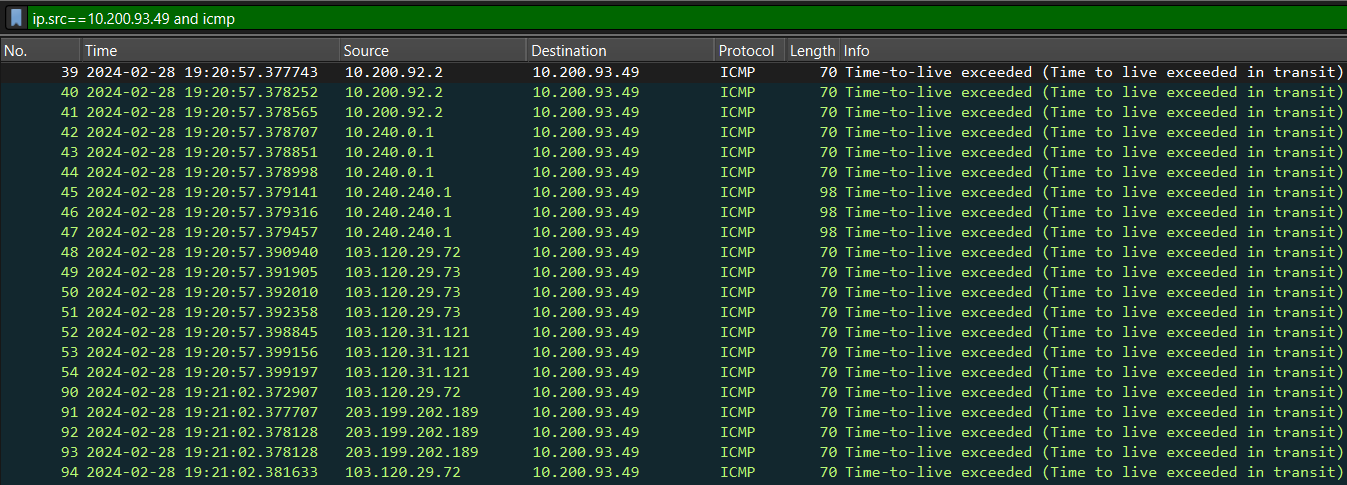 ip.src==10.200.93.49 and icmp
No. Time Source Destination Protocol Length Info
39 2024-02-28 19:20:57.377743 10.200.92.2 10.200.93.49 ICMP 70 Time-to-live exceeded (Time to live exceeded in transit)
40 2024-02-28 19:20:57.378252 10.200.92.2 10.200.93.49 ICMP 70 Time-to-live exceeded (Time to live exceeded in transit)
41 2024-02-28 19:20:57.378565 10.200.92.2 10.200.93.49 ICMP 70 Time-to-live exceeded (Time to live exceeded in transit)
42 2024-02-28 19:20:57.378707 10.240.0.1 10.200.93.49 ICMP 70 Time-to-live exceeded (Time to live exceeded in transit)
43 2024-02-28 19:20:57.378851 10.240.0.1 10.200.93.49 ICMP 70 Time-to-live exceeded (Time to live exceeded in transit)
44 2024-02-28 19:20:57.378998 10.240.0.1 10.200.93.49 ICMP 70 Time-to-live exceeded (Time to live exceeded in transit)
45 2024-02-28 19:20:57.379141 10.240.240.1 10.200.93.49 ICMP 98 Time-to-live exceeded (Time to live exceeded in transit)
46 2024-02-28 19:20:57.379316 10.240.240.1 10.200.93.49 ICMP 98 Time-to-live exceeded (Time to live exceeded in transit)
47 2024-02-28 19:20:57.379457 10.240.240.1 10.200.93.49 ICMP 98 Time-to-live exceeded (Time to live exceeded in transit)
48 2024-02-28 19:20:57.390940 103.120.29.72 10.200.93.49 ICMP 70 Time-to-live exceeded (Time to live exceeded in transit)
49 2024-02-28 19:20:57.391905 103.120.29.73 10.200.93.49 ICMP 70 Time-to-live exceeded (Time to live exceeded in transit)
50 2024-02-28 19:20:57.392010 103.120.29.73 10.200.93.49 ICMP 70 Time-to-live exceeded (Time to live exceeded in transit)
51 2024-02-28 19:20:57.392358 103.120.29.73 10.200.93.49 ICMP 70 Time-to-live exceeded (Time to live exceeded in transit)
52 2024-02-28 19:20:57.398845 103.120.31.121 10.200.93.49 ICMP 70 Time-to-live exceeded (Time to live exceeded in transit)
53 2024-02-28 19:20:57.399156 103.120.31.121 10.200.93.49 ICMP 70 Time-to-live exceeded (Time to live exceeded in transit)
54 2024-02-28 19:20:57.399197 103.120.31.121 10.200.93.49 ICMP 70 Time-to-live exceeded (Time to live exceeded in transit)
90 2024-02-28 19:21:02.372907 103.120.29.72 10.200.93.49 ICMP 70 Time-to-live exceeded (Time to live exceeded in transit)
91 2024-02-28 19:21:02.377707 203.199.202.189 10.200.93.49 ICMP 70 Time-to-live exceeded (Time to live exceeded in transit)
92 2024-02-28 19:21:02.378128 203.199.202.189 10.200.93.49 ICMP 70 Time-to-live exceeded (Time to live exceeded in transit)
93 2024-02-28 19:21:02.378128 203.199.202.189 10.200.93.49 ICMP 70 Time-to-live exceeded (Time to live exceeded in transit)
94 2024-02-28 19:21:02.381633 103.120.29.72 10.200.93.49 ICMP 70 Time-to-live exceeded (Time to live exceeded in transit)